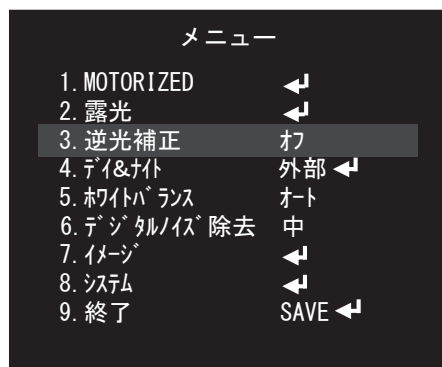 メニュー
1. MOTORIZED ↵
2. 露光 ↵
3. 逆光補正 オフ
4. ﾃﾞｲ&ﾅｲﾄ 外部 ↵
5. ﾎﾜｲﾄﾊﾞﾗﾝｽ ｵｰﾄ
6. ﾃﾞｼﾞﾀﾙﾉｲｽﾞ除去 中
7. ｲﾒｰｼﾞ ↵
8. ｼｽﾃﾑ ↵
9. 終了 SAVE ↵